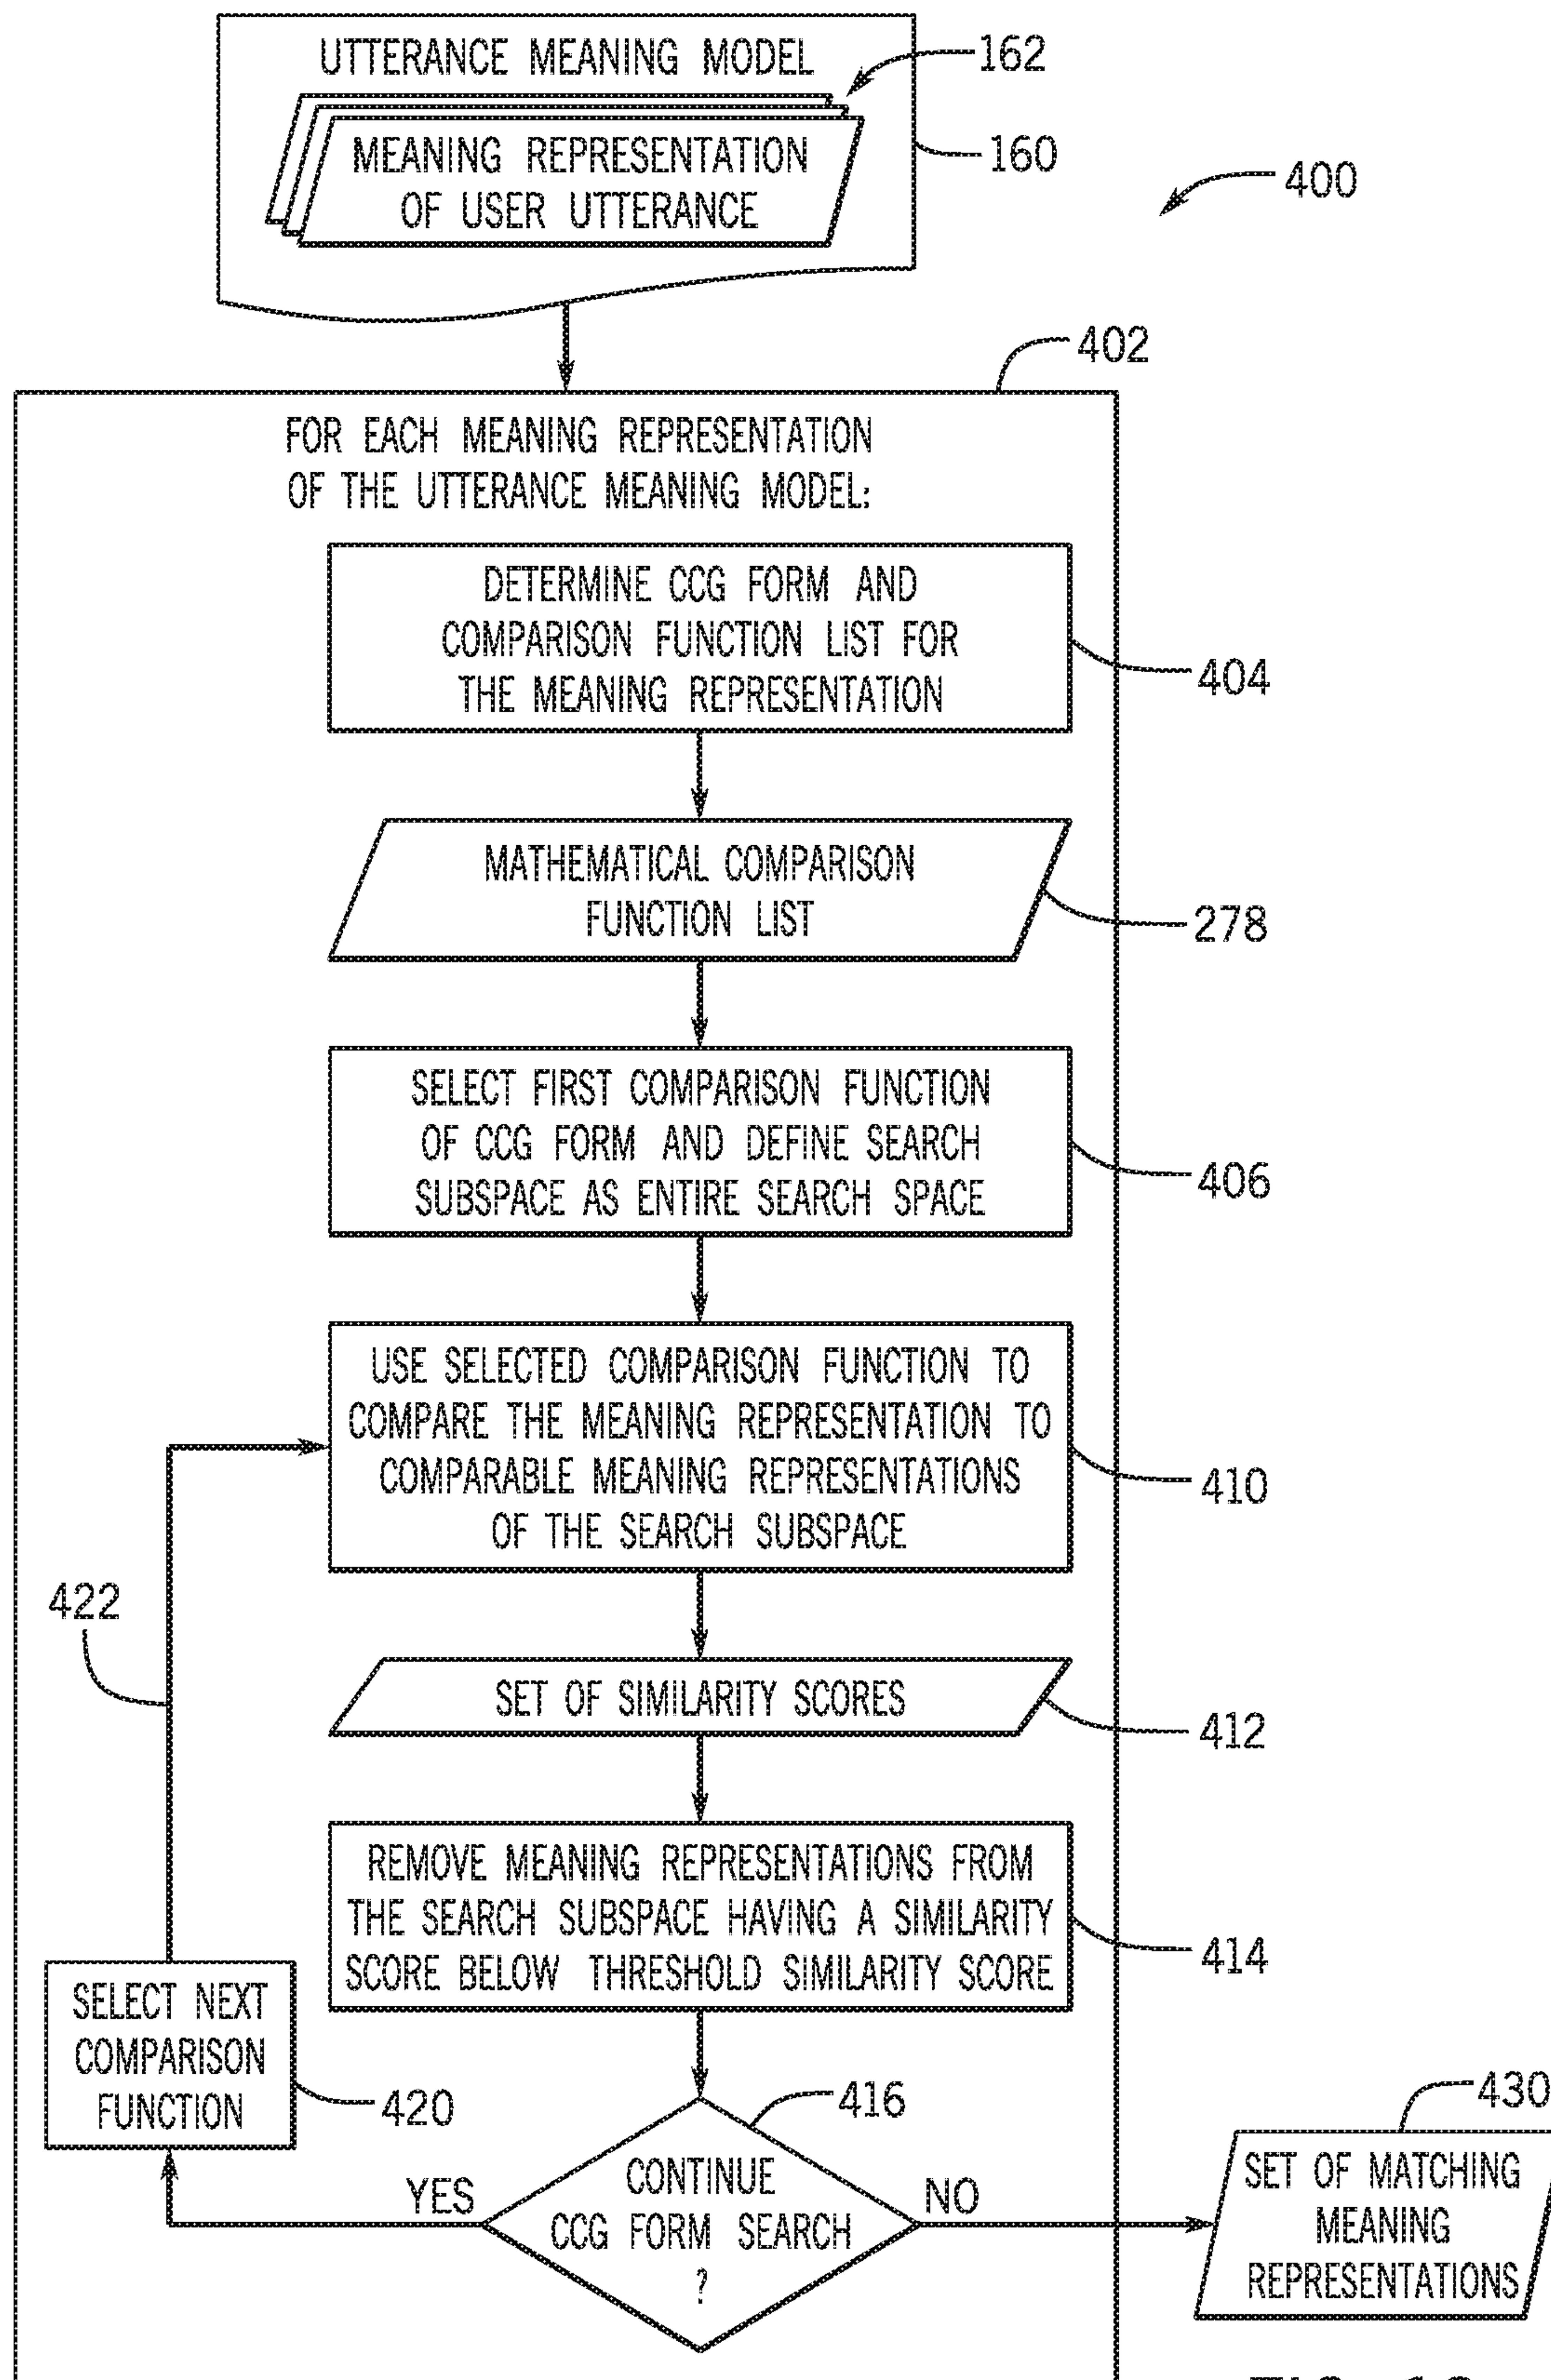 UTTERANCE MEANING MODEL
162
MEANING REPRESENTATION
OF USER UTTERANCE
160
400
402
FOR EACH MEANING REPRESENTATION
OF THE UTTERANCE MEANING MODEL:
DETERMINE CCG FORM AND
COMPARISON FUNCTION LIST FOR
THE MEANING REPRESENTATION
404
MATHEMATICAL COMPARISON
FUNCTION LIST
278
SELECT FIRST COMPARISON FUNCTION
OF CCG FORM AND DEFINE SEARCH
SUBSPACE AS ENTIRE SEARCH SPACE
406
USE SELECTED COMPARISON FUNCTION TO
COMPARE THE MEANING REPRESENTATION TO
COMPARABLE MEANING REPRESENTATIONS
OF THE SEARCH SUBSPACE
410
422
SET OF SIMILARITY SCORES
412
REMOVE MEANING REPRESENTATIONS FROM
THE SEARCH SUBSPACE HAVING A SIMILARITY
SCORE BELOW THRESHOLD SIMILARITY SCORE
414
SELECT NEXT
COMPARISON
FUNCTION
420
416
430
YES
CONTINUE
CCG FORM SEARCH
?
NO
SET OF MATCHING
MEANING
REPRESENTATIONS